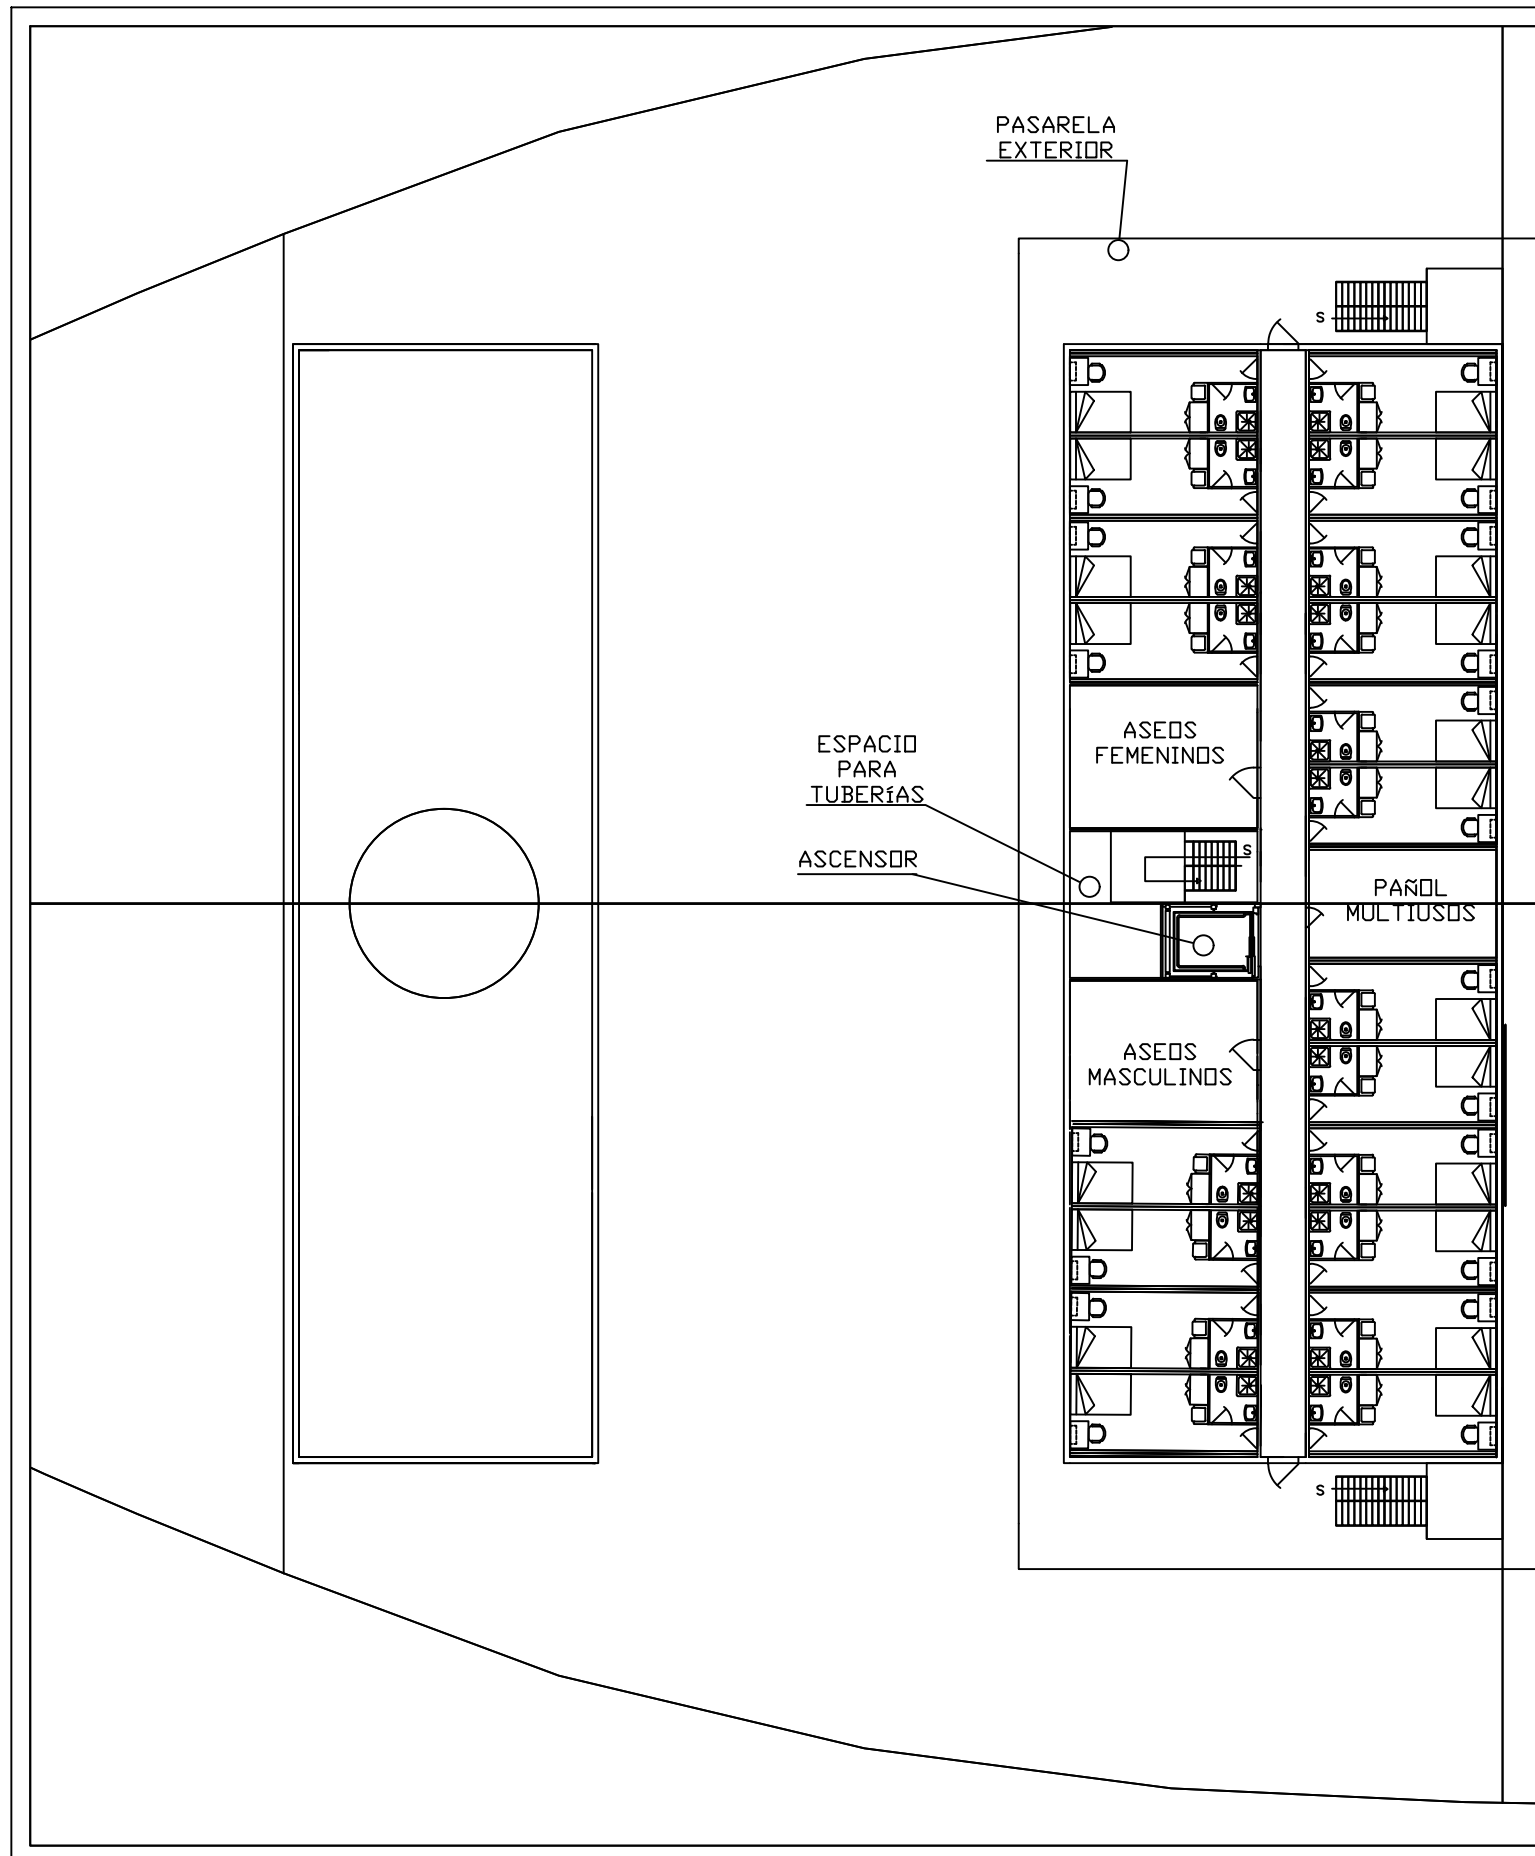 PASARELA
EXTERIOR
S
ASEOS
FEMENINOS
ESPACIO
PARA
TUBERíAS
S
ASCENSOR
PAÑOL
MULTIUSOS
ASEOS
MASCULINOS
S